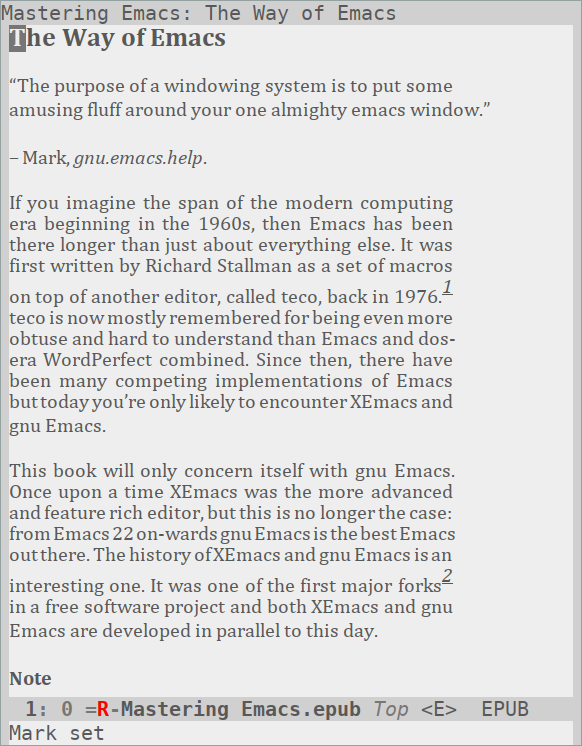 Mastering Emacs: The Way of Emacs
The Way of Emacs
“The purpose of a windowing system is to put some
amusing fluff around your one almighty emacs window.”
– Mark, gnu.emacs.help.
If you imagine the span of the modern computing
era beginning in the 1960s, then Emacs has been
there longer than just about everything else. It was
first written by Richard Stallman as a set of macros
on top of another editor, called teco, back in 1976.1
teco is now mostly remembered for being even more
obtuse and hard to understand than Emacs and dos-
era WordPerfect combined. Since then, there have
been many competing implementations of Emacs
but today you’re only likely to encounter XEmacs and
gnu Emacs.
This book will only concern itself with gnu Emacs.
Once upon a time XEmacs was the more advanced
and feature rich editor, but this is no longer the case:
from Emacs 22 on-wards gnu Emacs is the best Emacs
out there. The history of XEmacs and gnu Emacs is an
interesting one. It was one of the first major forks2
in a free software project and both XEmacs and gnu
Emacs are developed in parallel to this day.
Note
1: 0 =R-Mastering Emacs.epub Top <E> EPUB
Mark set